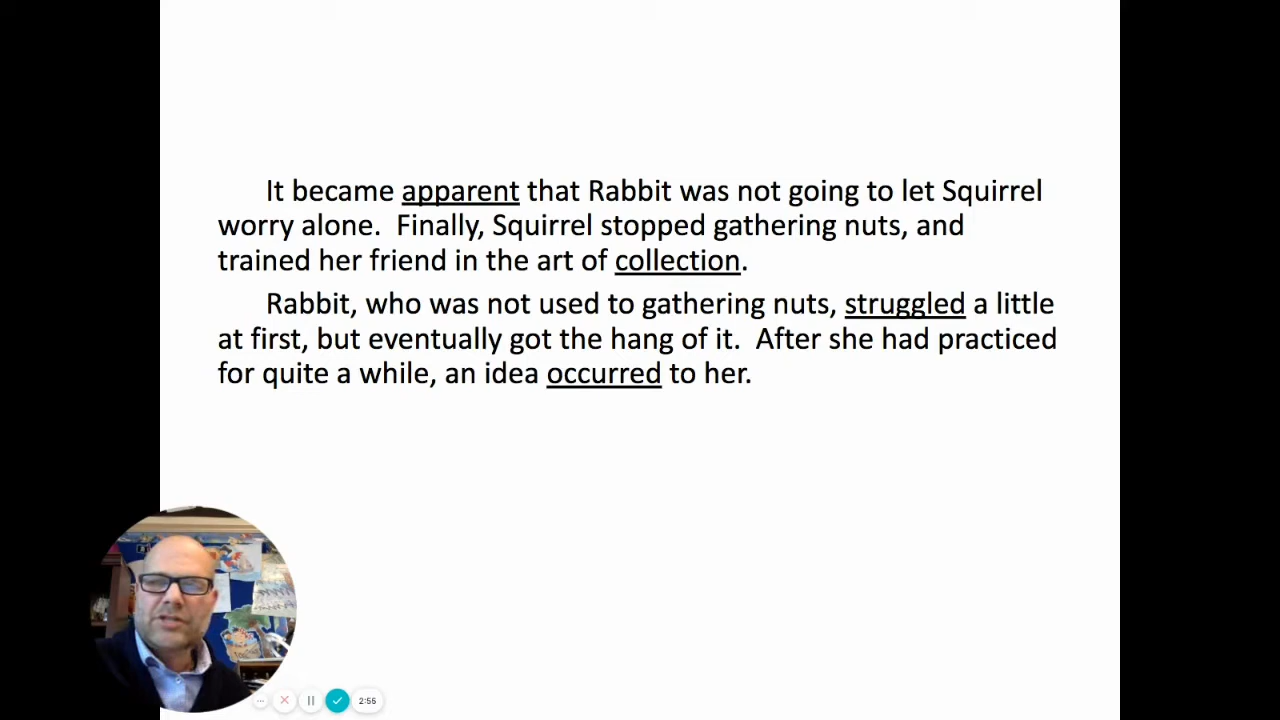 It became apparent that Rabbit was not going to let Squirrel
worry alone.  Finally, Squirrel stopped gathering nuts, and
trained her friend in the art of collection.
Rabbit, who was not used to gathering nuts, struggled a little
at first, but eventually got the hang of it.  After she had practiced
for quite a while, an idea occurred to her.
2:56